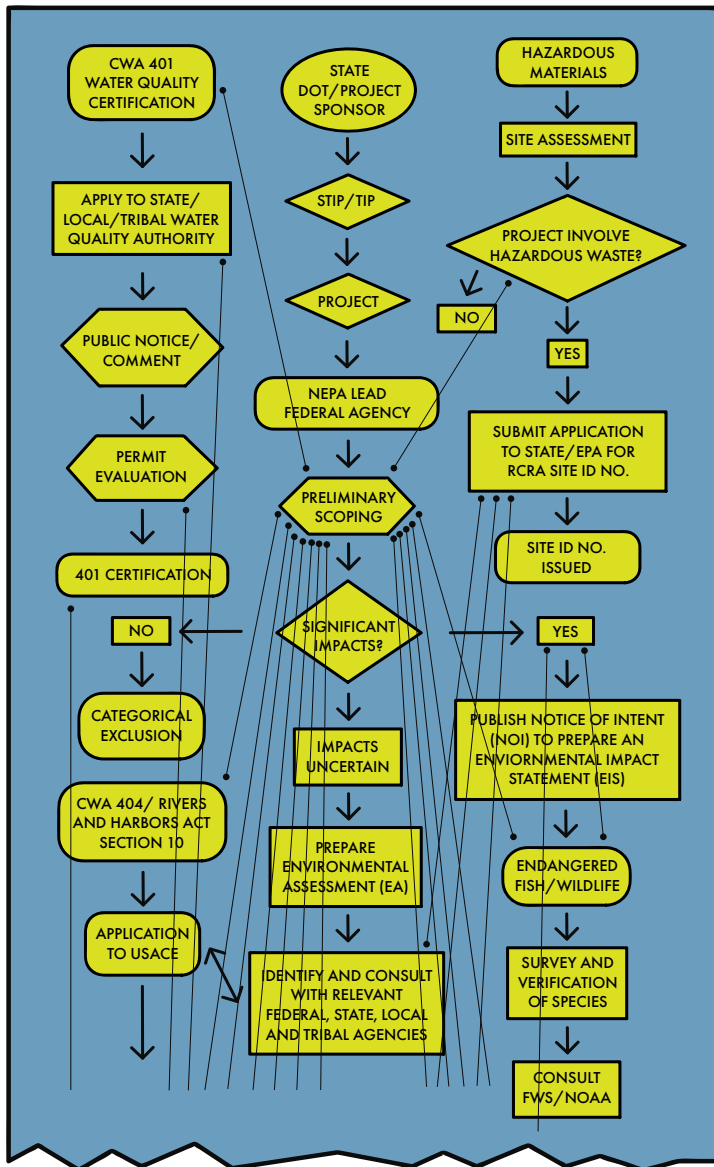 CWA 401
WATER QUALITY
CERTIFICATION
APPLY TO STATE/
LOCAL/TRIBAL WATER
QUALITY AUTHORITY
PUBLIC NOTICE/
COMMENT
PERMIT
EVALUATION
401 CERTIFICATION
NO
CATEGORICAL
EXCLUSION
CWA 404/ RIVERS
AND HARBORS ACT
SECTION 10
APPLICATION
TO USACE
STATE
DOT/PROJECT
SPONSOR
STIP/TIP
PROJECT
NEPA LEAD
FEDERAL AGENCY
PRELIMINARY
SCOPING
SIGNIFICANT
IMPACTS?
IMPACTS
UNCERTAIN
PREPARE
ENVIRONMENTAL
ASSESSMENT (EA)
IDENTIFY AND CONSULT
WITH RELEVANT
FEDERAL, STATE, LOCAL
AND TRIBAL AGENCIES
HAZARDOUS
MATERIALS
SITE ASSESSMENT
PROJECT INVOLVE
HAZARDOUS WASTE?
NO
YES
SUBMIT APPLICATION
TO STATE/EPA FOR
RCRA SITE ID NO.
SITE ID NO.
ISSUED
YES
PUBLISH NOTICE OF INTENT
(NOI) TO PREPARE AN
ENVIORNMENTAL IMPACT
STATEMENT (EIS)
ENDANGERED
FISH/WILDLIFE
SURVEY AND
VERIFICATION
OF SPECIES
CONSULT
FWS/NOAA